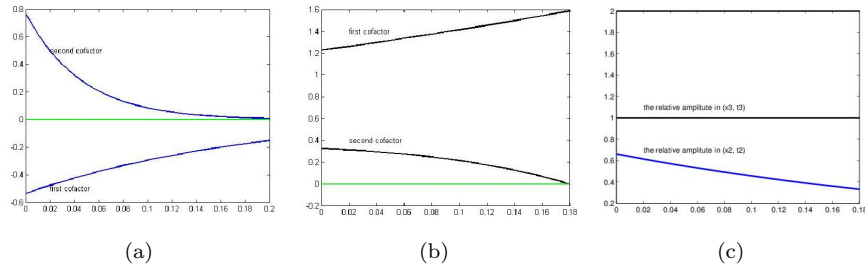 0.8
0.6
0.4
0.2
0
-0.2
-0.4
-0.6
second cofactor
first cofactor
0 0.02 0.04 0.06 0.08 0.1 0.12 0.14 0.16 0.18 0.2
(a)
1.6
1.4
1.2
1
0.8
0.6
0.4
0.2
0
-0.2
first cofactor
second cofactor
0 0.02 0.04 0.06 0.08 0.1 0.12 0.14 0.16 0.18
(b)
2
1.8
1.6
1.4
1.2
1
0.8
0.6
0.4
0.2
the relative amplitute in (x3, t3)
the relative amplitute in (x2, t2)
0 0.02 0.04 0.06 0.08 0.1 0.12 0.14 0.16 0.18
(c)